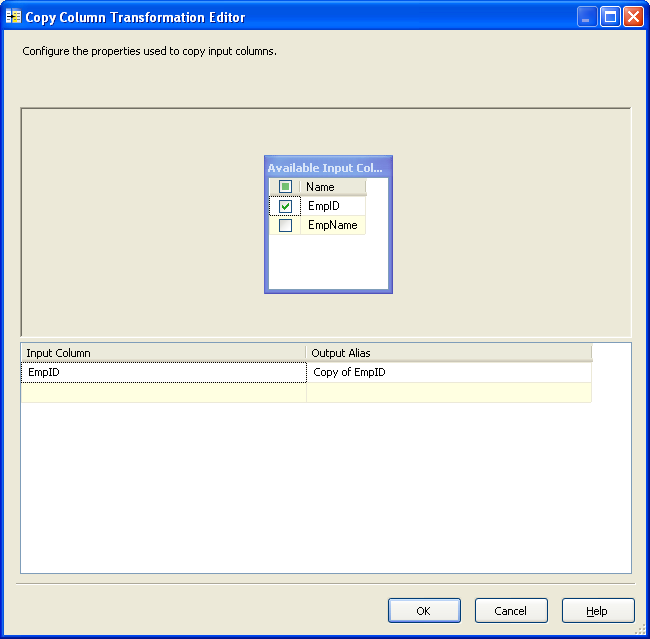 Copy Column Transformation Editor
Configure the properties used to copy input columns.
Available Input Col...
Name
EmpID
EmpName
Input Column Output Alias
EmpID Copy of EmpID
OK Cancel Help